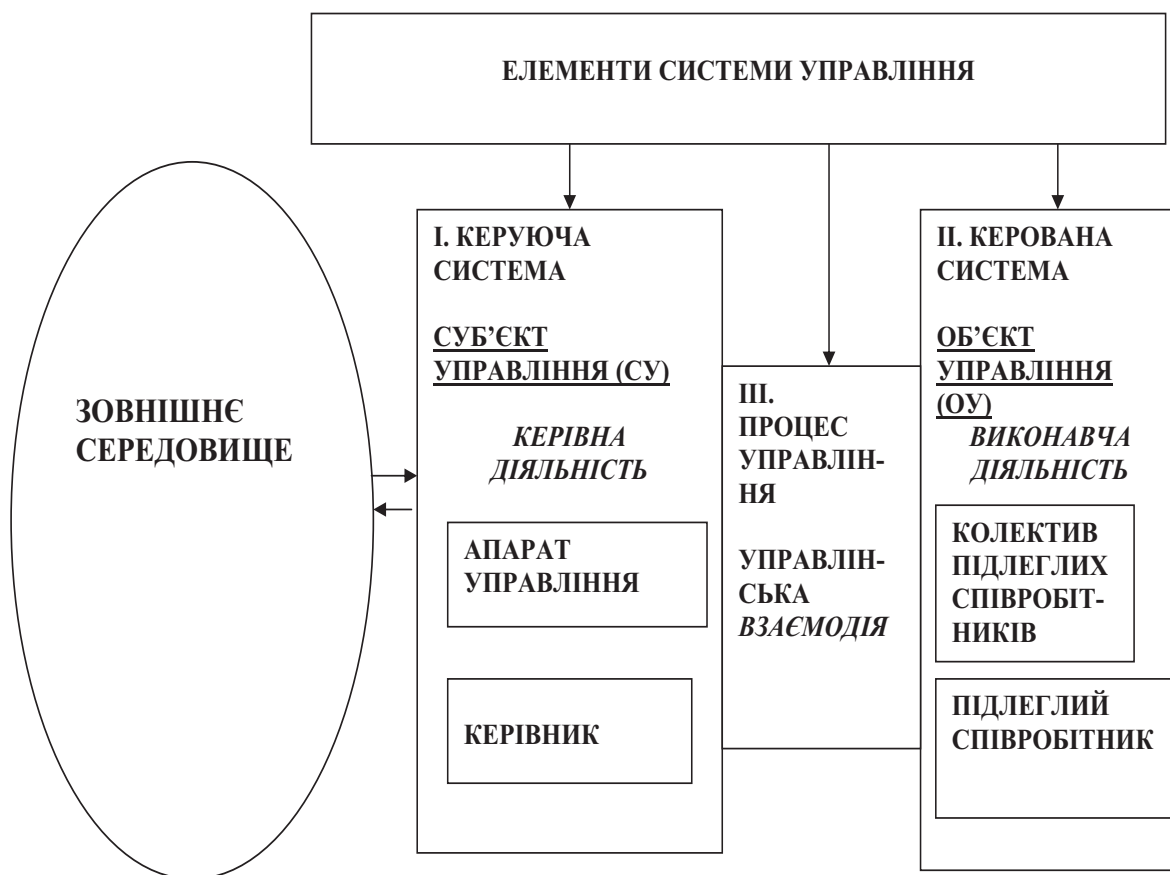 ЕЛЕМЕНТИ СИСТЕМИ УПРАВЛІННЯ
ЗОВНІШНЄ
СЕРЕДОВИЩЕ
І. КЕРУЮЧА
СИСТЕМА
СУБ’ЄКТ
УПРАВЛІННЯ (СУ)
КЕРІВНА
ДІЯЛЬНІСТЬ
АПАРАТ
УПРАВЛІННЯ
КЕРІВНИК
ІІІ.
ПРОЦЕС
УПРАВЛІН-
НЯ
УПРАВЛІН-
СЬКА
ВЗАЄМОДІЯ
ІІ. КЕРОВАНА
СИСТЕМА
ОБ’ЄКТ
УПРАВЛІННЯ
(ОУ)
ВИКОНАВЧА
ДІЯЛЬНІСТЬ
КОЛЕКТИВ
ПІДЛЕГЛИХ
СПІВРОБІТ-
НИКІВ
ПІДЛЕГЛИЙ
СПІВРОБІТНИК